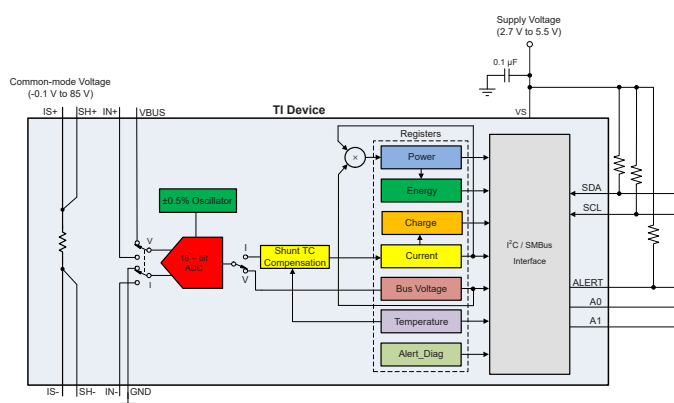 Supply Voltage
(2.7 V to 5.5 V)
0.1 µF
Common-mode Voltage
(-0.1 V to 85 V)
IS+ SH+ IN+ VBUS
TI Device
VS
Registers
×
Power
Energy
±0.5% Oscillator
SDA
Charge
SCL
V
I
16 – bit
ADC
Shunt TC
Compensation
Current
I²C / SMBus
Interface
I
V
Bus Voltage
ALERT
A0
Temperature
A1
Alert_Diag
IS- SH- IN- GND